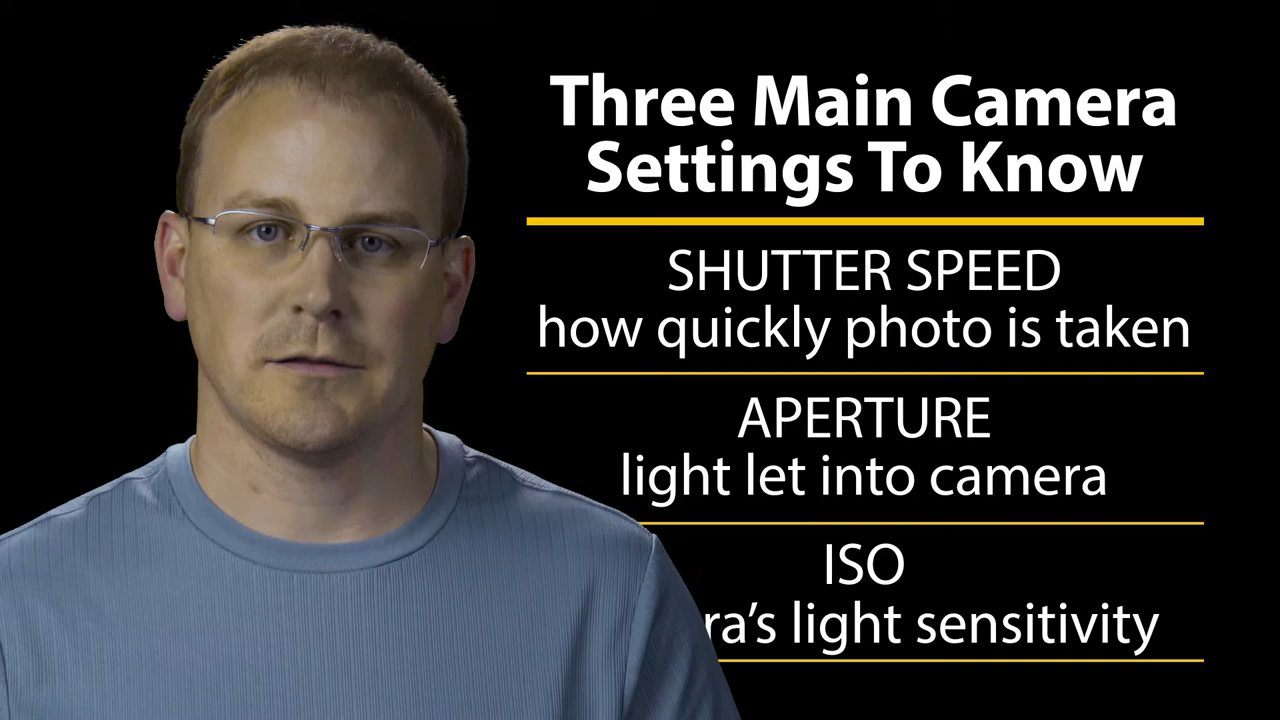 Three Main Camera
Settings To Know
SHUTTER SPEED
how quickly photo is taken
APERTURE
light let into camera
ISO
light sensitivity